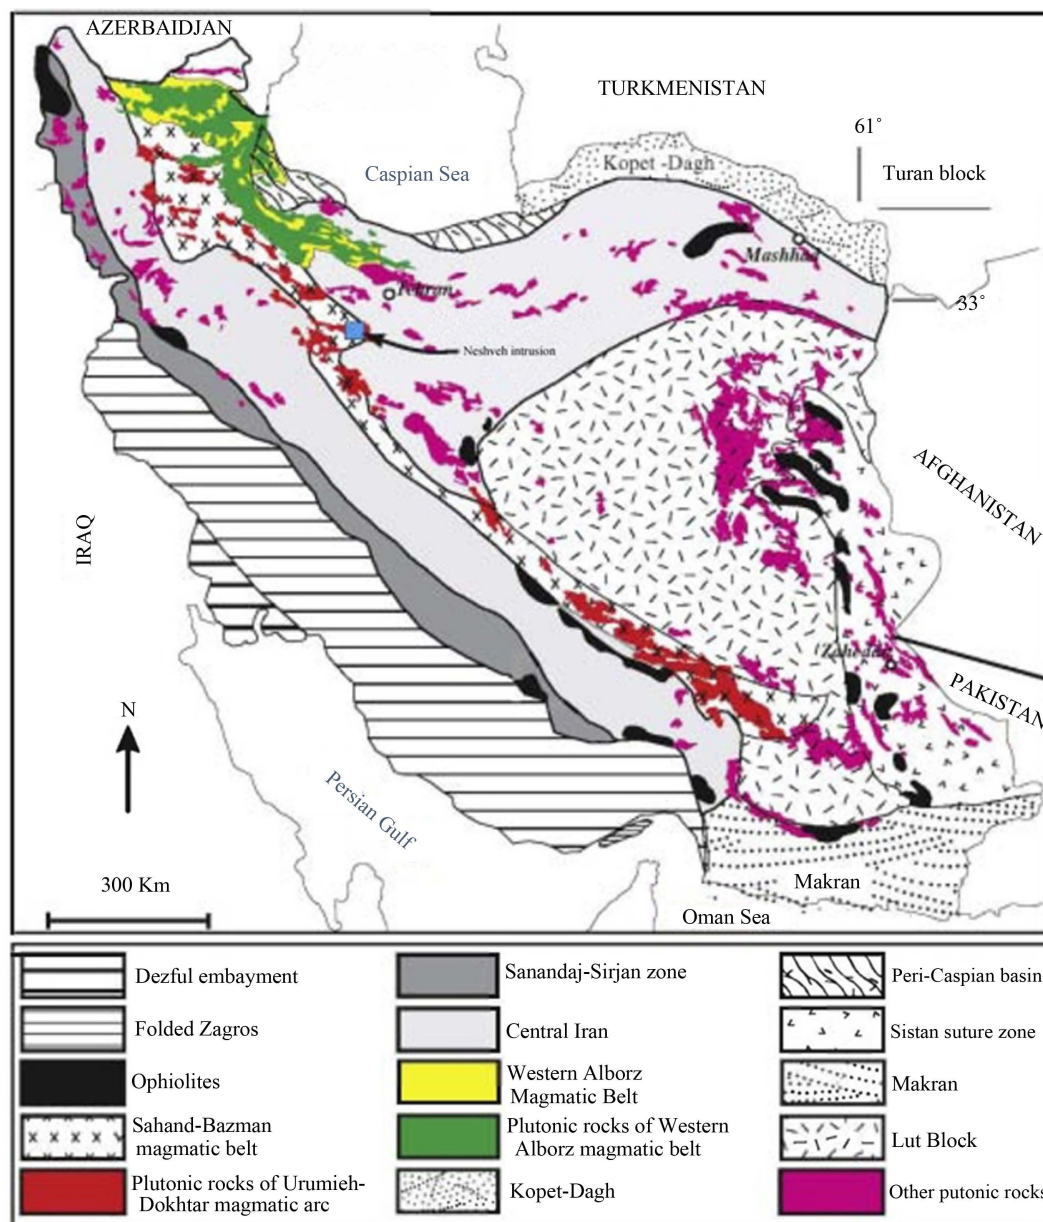 AZERBAIDJAN
TURKMENISTAN
61°
Kopet -Dagh
Caspian Sea
Turan block
Mashhad
Tehran
33°
Neshveh intrusion
AFGHANISTAN
IRAQ
Zahedan
PAKISTAN
N
Persian Gulf
300 Km
Makran
Oman Sea
Dezful embayment
Folded Zagros
Ophiolites
Sahand-Bazman
magmatic belt
Plutonic rocks of Urumieh-
Dokhtar magmatic arc
Sanandaj-Sirjan zone
Central Iran
Western Alborz
Magmatic Belt
Plutonic rocks of Western
Alborz magmatic belt
Kopet-Dagh
Peri-Caspian basin
Sistan suture zone
Makran
Lut Block
Other putonic rocks